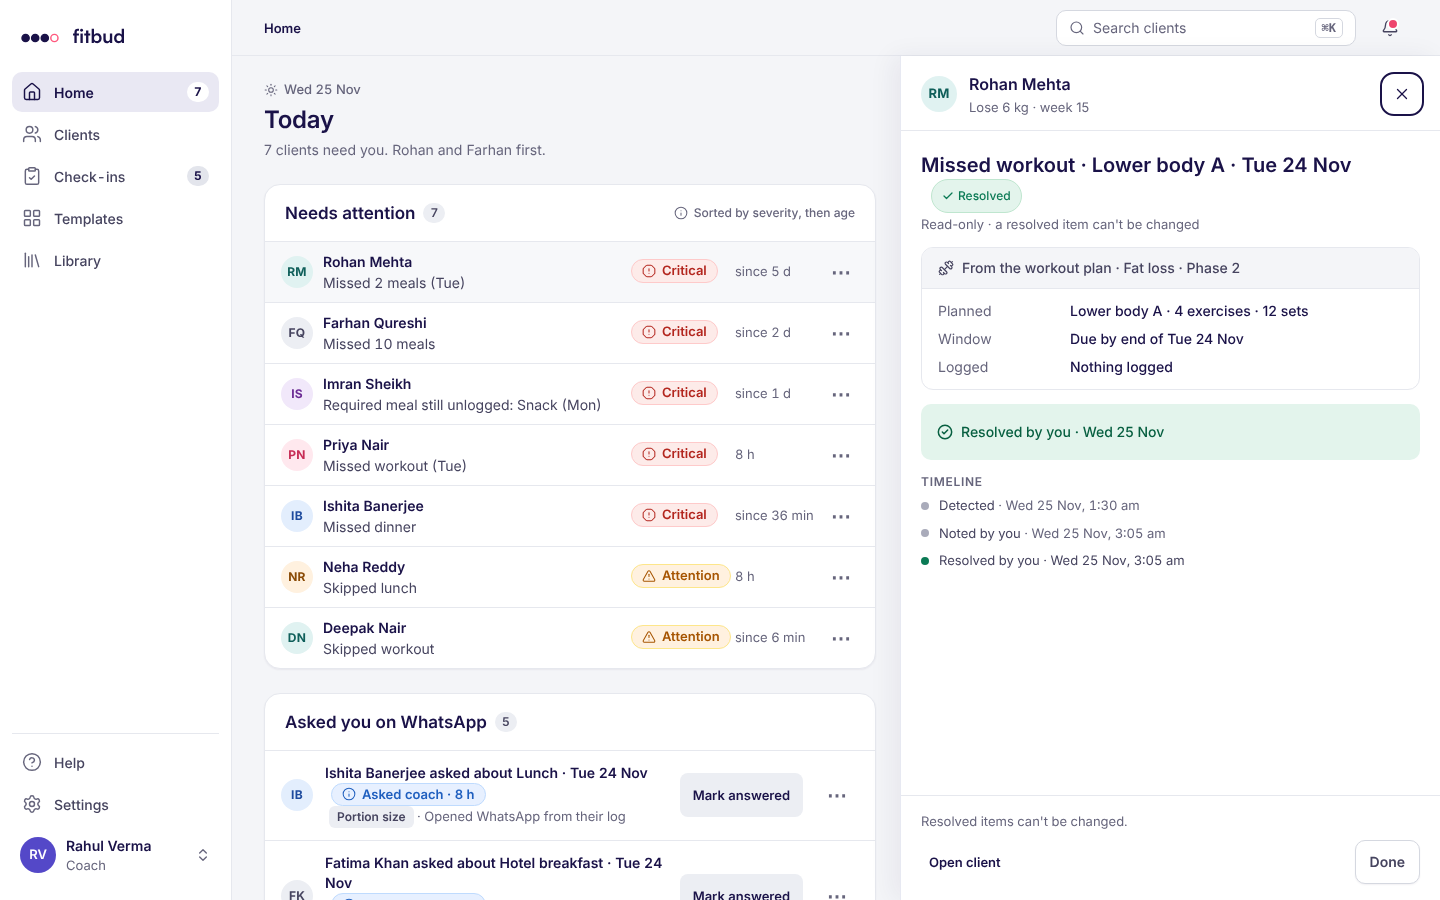 fitbud
Home 7
Clients
Check-ins 5
Templates
Library
Help
Settings
RV Rahul Verma
Coach
Home
Search clients ⌘K
Wed 25 Nov
Today
7 clients need you. Rohan and Farhan first.
Needs attention 7
Sorted by severity, then age
RM Rohan Mehta
Missed 2 meals (Tue)
Critical since 5 d
FQ Farhan Qureshi
Missed 10 meals
Critical since 2 d
IS Imran Sheikh
Required meal still unlogged: Snack (Mon)
Critical since 1 d
PN Priya Nair
Missed workout (Tue)
Critical 8 h
IB Ishita Banerjee
Missed dinner
Critical since 36 min
NR Neha Reddy
Skipped lunch
Attention 8 h
DN Deepak Nair
Skipped workout
Attention since 6 min
Asked you on WhatsApp 5
IB Ishita Banerjee asked about Lunch · Tue 24 Nov
Asked coach · 8 h
Portion size · Opened WhatsApp from their log
Mark answered
FK Fatima Khan asked about Hotel breakfast · Tue 24
Nov
Mark answered
RM Rohan Mehta
Lose 6 kg · week 15
Missed workout · Lower body A · Tue 24 Nov
Resolved
Read-only · a resolved item can't be changed
From the workout plan · Fat loss · Phase 2
Planned Lower body A · 4 exercises · 12 sets
Window Due by end of Tue 24 Nov
Logged Nothing logged
Resolved by you · Wed 25 Nov
TIMELINE
Detected · Wed 25 Nov, 1:30 am
Noted by you · Wed 25 Nov, 3:05 am
Resolved by you · Wed 25 Nov, 3:05 am
Resolved items can't be changed.
Open client
Done